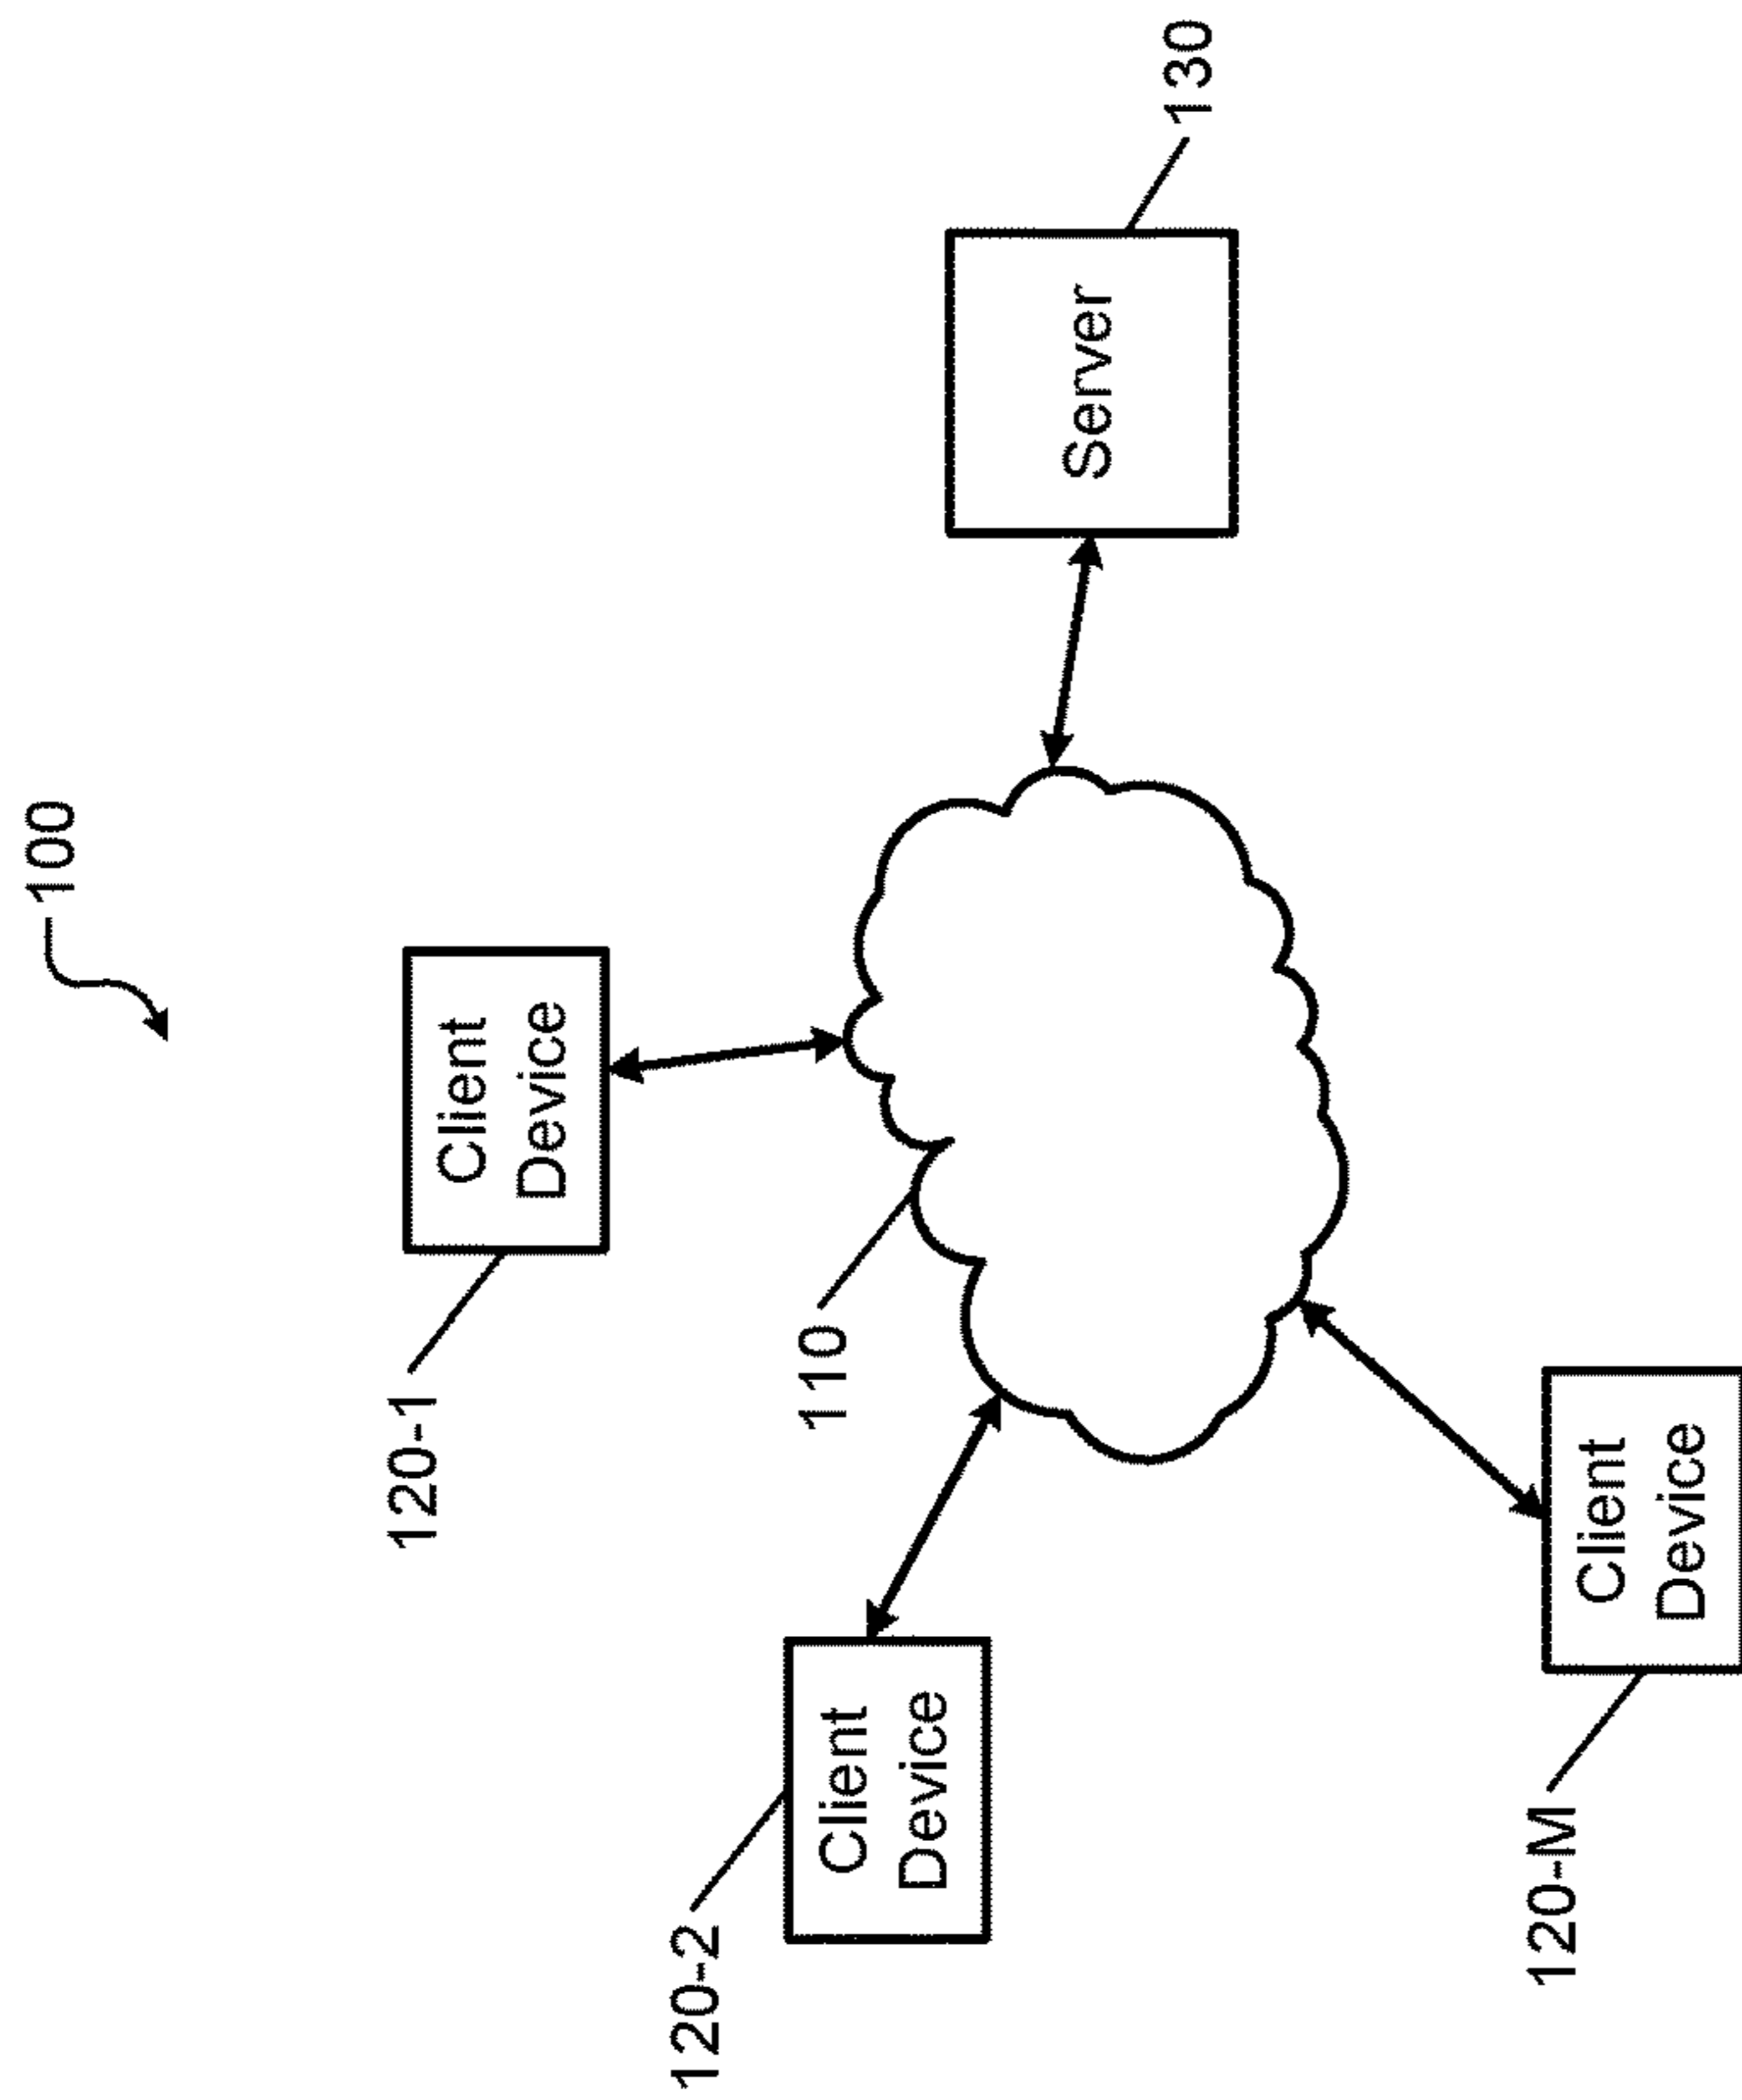 100
120-1
Client
Device
120-2
Client
Device
110
Server
130
120-M
Client
Device